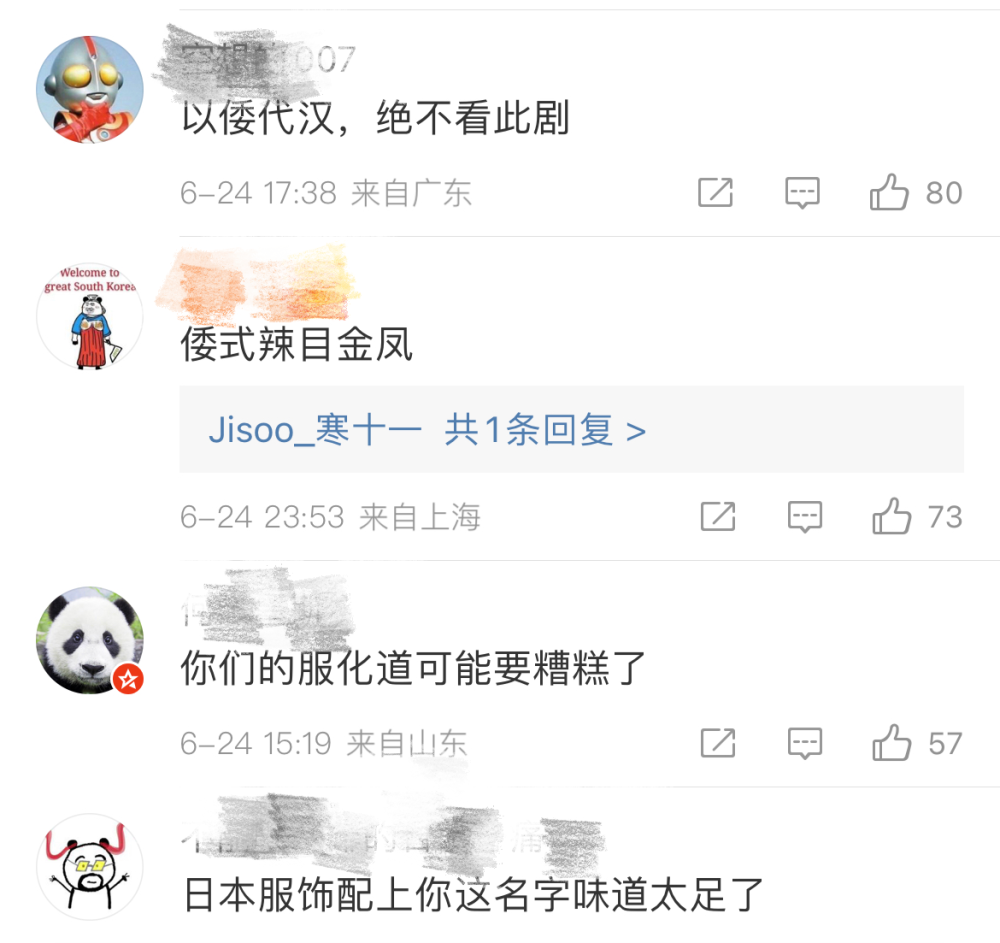 007
以倭代汉，绝不看此剧
6-24 17:38 来自广东
80
Welcome to
great South Korea
倭式辣目金凤
Jisoo_寒十一 共1条回复 >
6-24 23:53 来自上海
73
你们的服化道可能要糟糕了
6-24 15:19 来自山东
57
日本服饰配上你这名字味道太足了